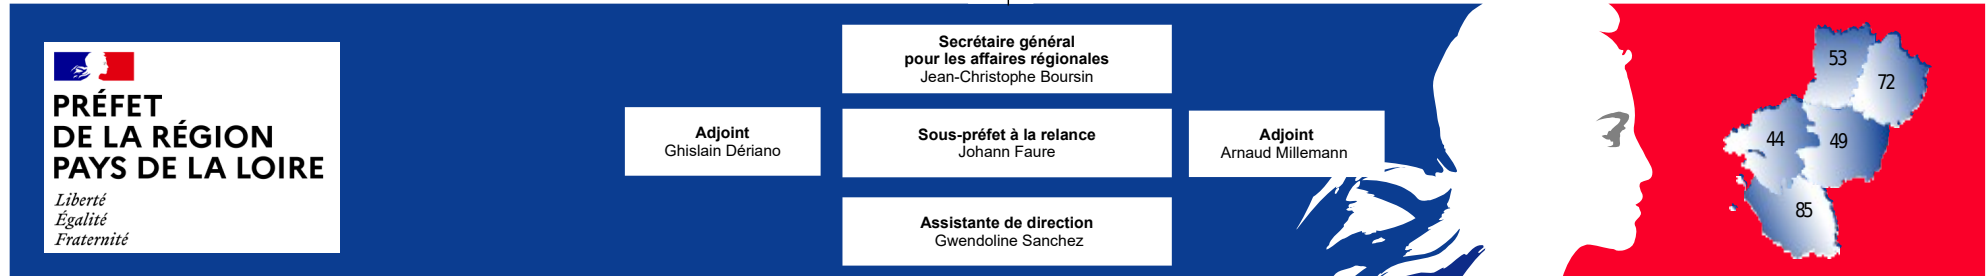 PRÉFET
DE LA RÉGION
PAYS DE LA LOIRE
Liberté
Égalité
Fraternité
Secrétaire général
pour les affaires régionales
Jean-Christophe Boursin
Adjoint
Ghislain Dériano
Sous-préfet à la relance
Johann Faure
Adjoint
Arnaud Millemann
Assistante de direction
Gwendoline Sanchez
53
72
44
49
85